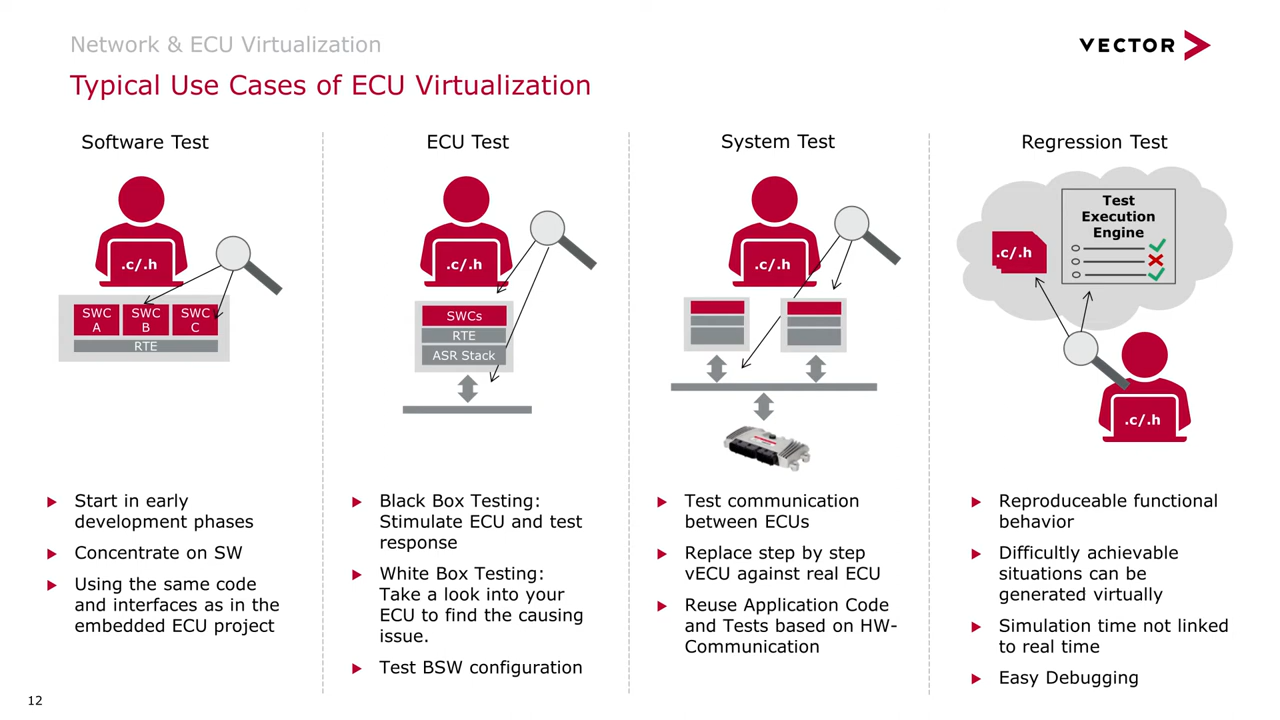 Network & ECU Virtualization
VECTOR
Typical Use Cases of ECU Virtualization
Software Test
.c/.h
SWC A
SWC B
SWC C
RTE
Start in early
development phases
Concentrate on SW
Using the same code
and interfaces as in the
embedded ECU project
ECU Test
.c/.h
SWCs
RTE
ASR Stack
Black Box Testing:
Stimulate ECU and test
response
White Box Testing:
Take a look into your
ECU to find the causing
issue.
Test BSW configuration
System Test
.c/.h
Test communication
between ECUs
Replace step by step
vECU against real ECU
Reuse Application Code
and Tests based on HW-
Communication
Regression Test
.c/.h
Test
Execution
Engine
.c/.h
Reproduceable functional
behavior
Difficultly achievable
situations can be
generated virtually
Simulation time not linked
to real time
Easy Debugging
12